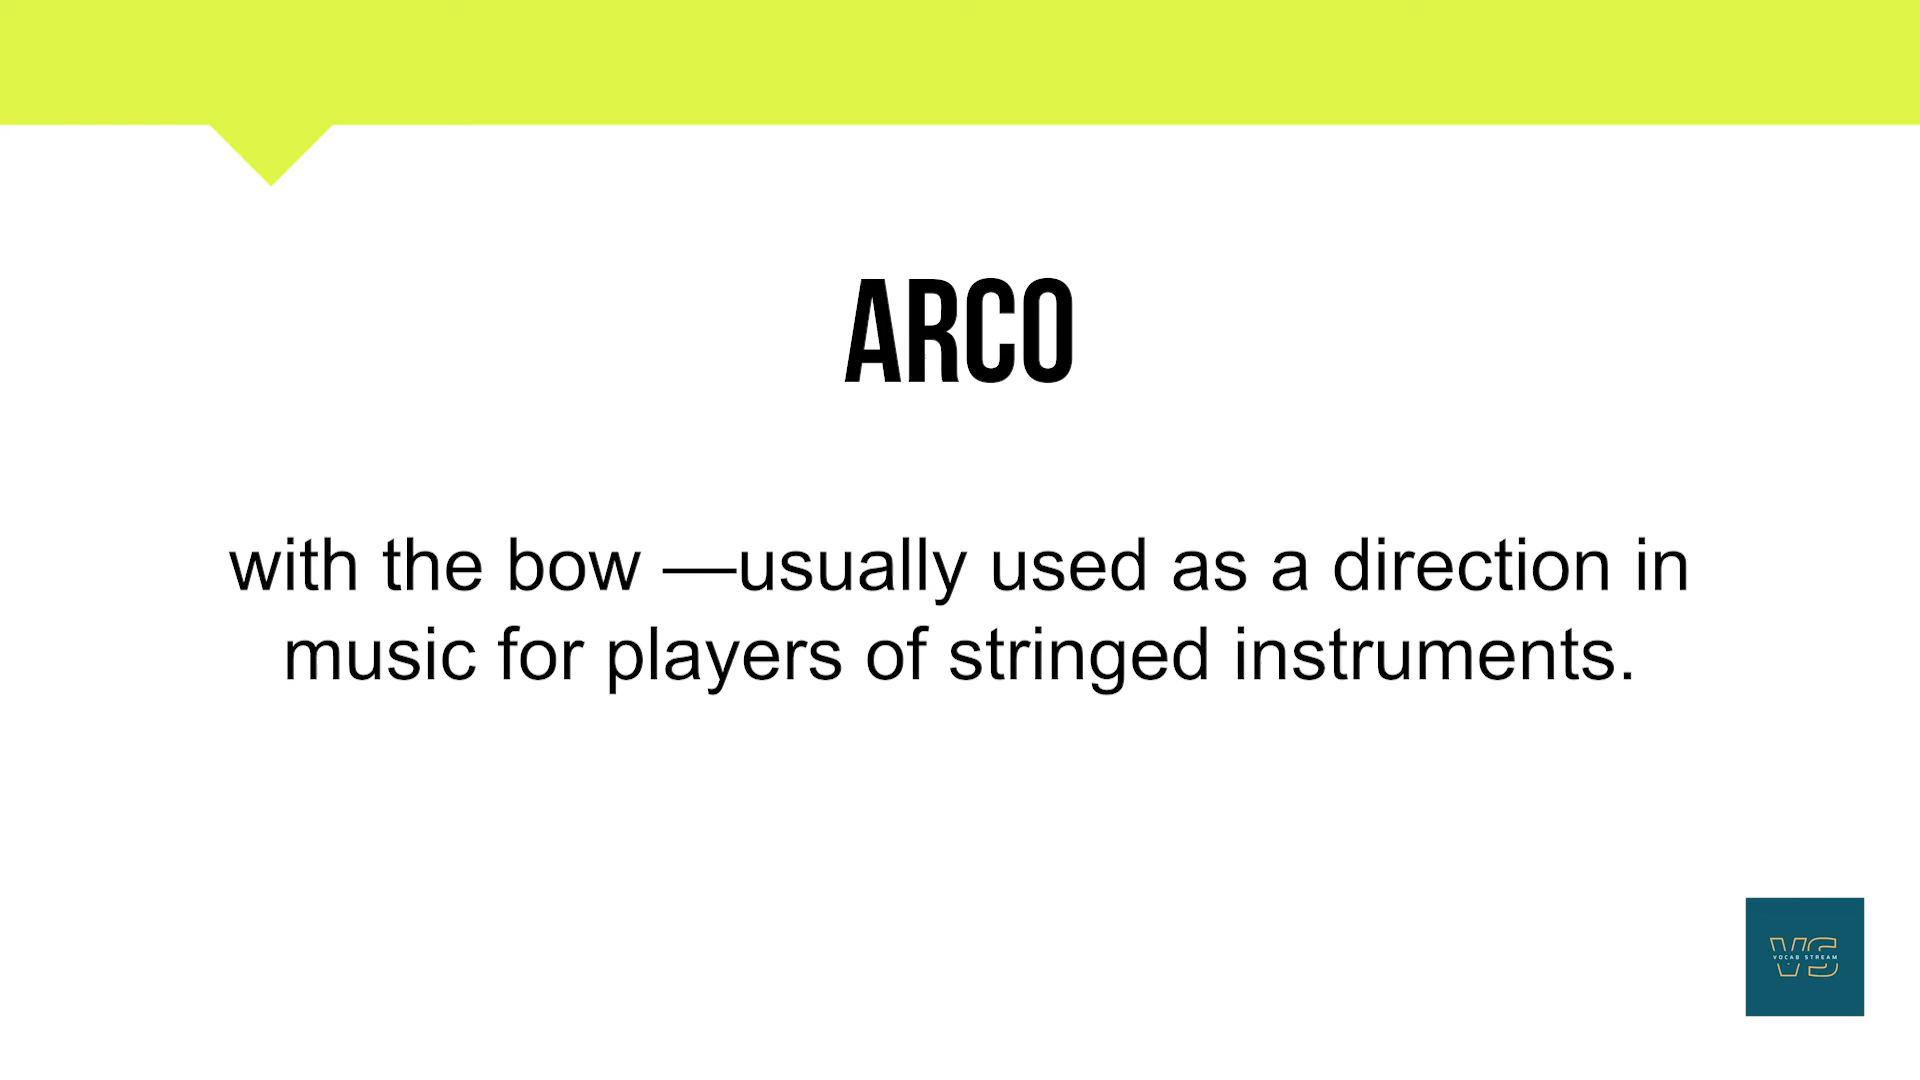 ARCO
with the bow —usually used as a direction in
music for players of stringed instruments.
VS
VOCAB STREAM